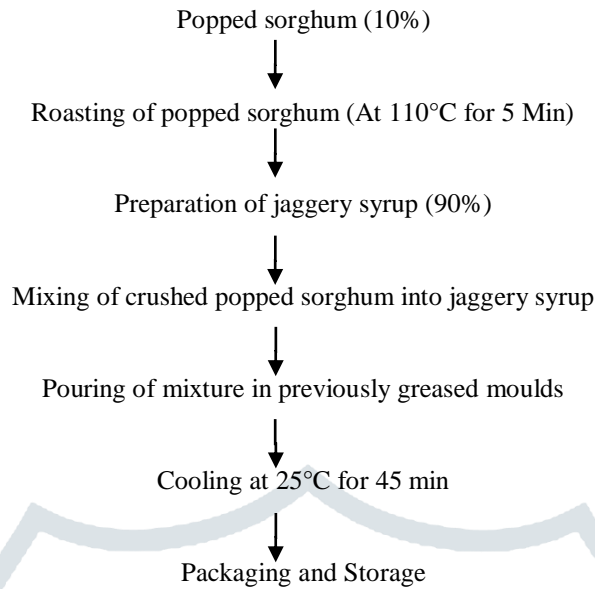 Popped sorghum (10%)
Roasting of popped sorghum (At 110°C for 5 Min)
Preparation of jaggery syrup (90%)
Mixing of crushed popped sorghum into jaggery syrup
Pouring of mixture in previously greased moulds
Cooling at 25°C for 45 min
Packaging and Storage